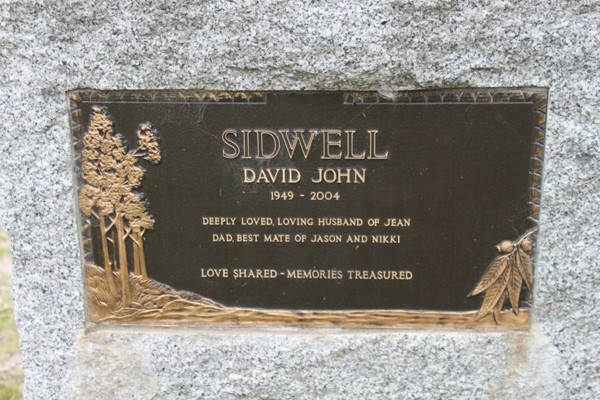 SIDWELL
DAVID JOHN
1949 - 2004
DEEPLY LOVED, LOVING HUSBAND OF JEAN
DAD, BEST MATE OF JASON AND NIKKI
LOVE SHARED - MEMORIES TREASURED